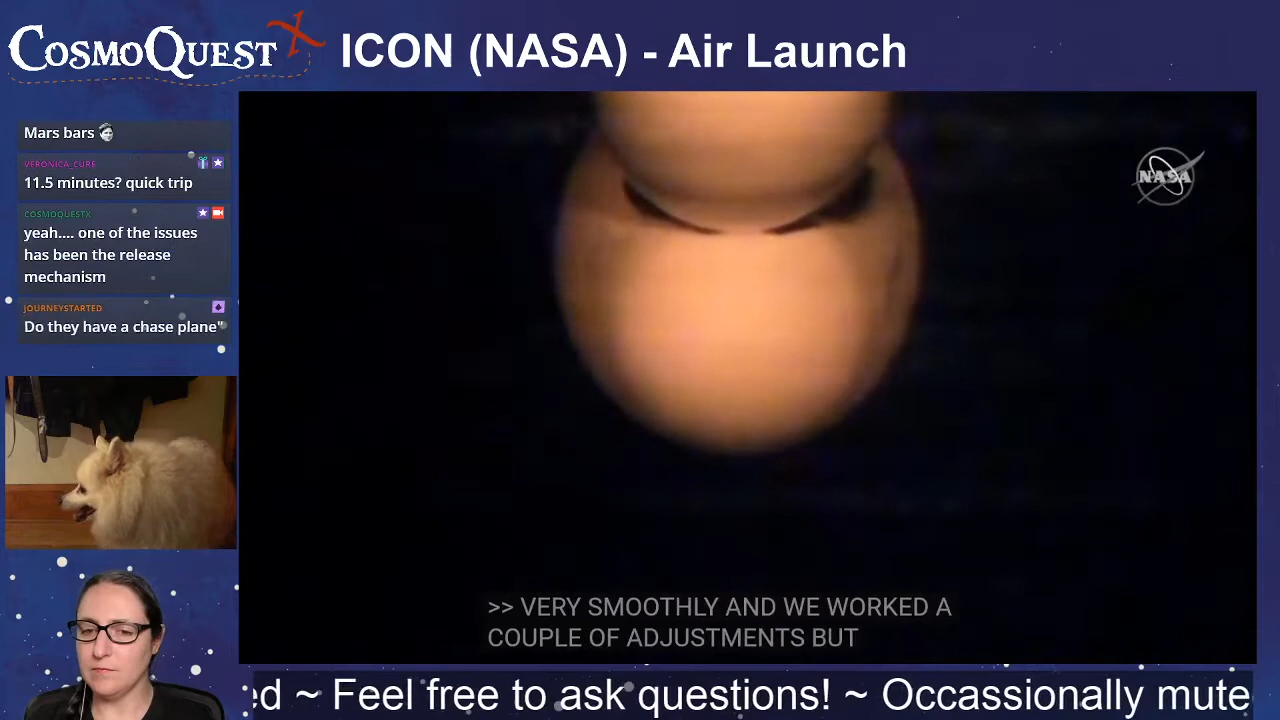 COSMOQUEST X
ICON (NASA) - Air Launch
Mars bars
VERONICA_CURE
11.5 minutes? quick trip
COSMOQUESTX
yeah.... one of the issues
has been the release
mechanism
JOURNEYSTARTED
Do they have a chase plane"
NASA
>> VERY SMOOTHLY AND WE WORKED A
COUPLE OF ADJUSTMENTS BUT
ed ~ Feel free to ask questions! ~ Occassionally mute